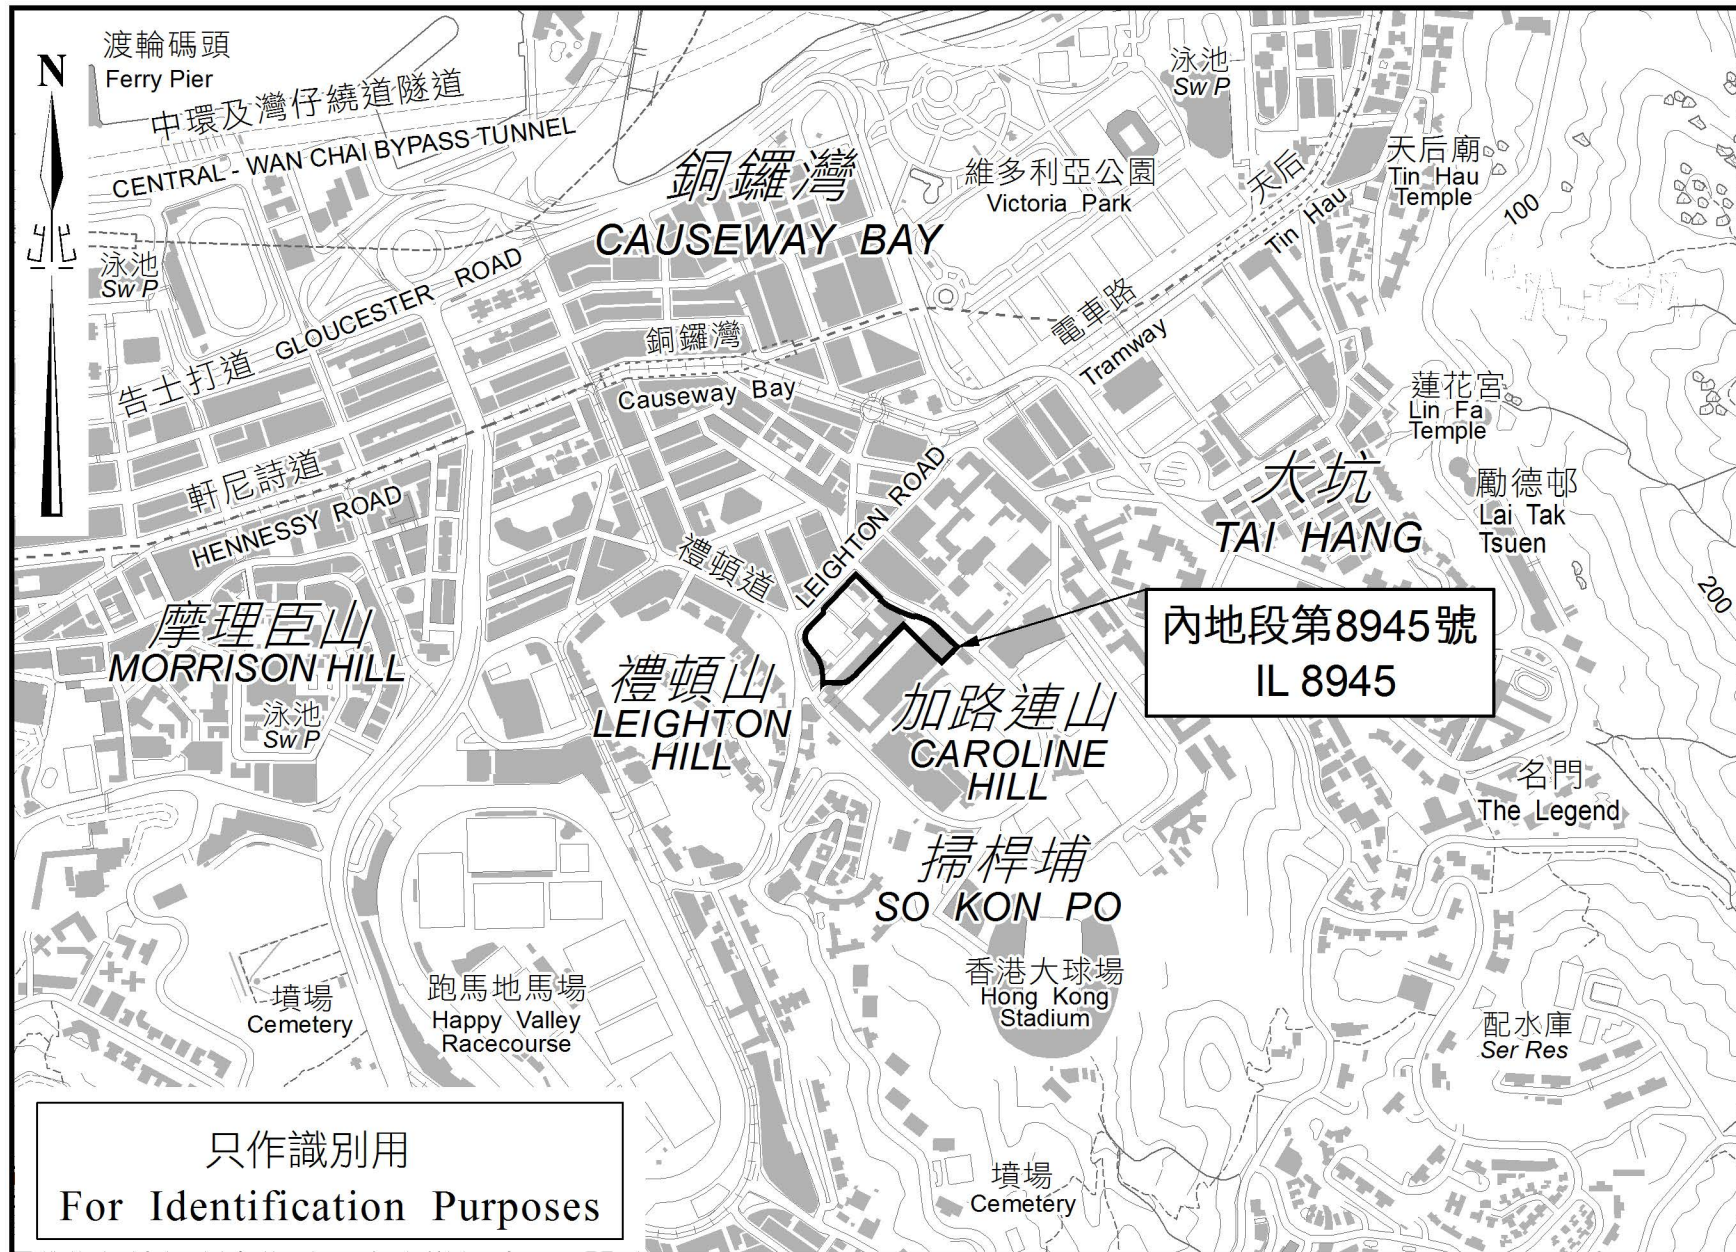 N
渡輪碼頭
Ferry Pier
中環及灣仔繞道隧道
CENTRAL - WAN CHAI BYPASS TUNNEL
泳池
Sw P
銅鑼灣
CAUSEWAY BAY
維多利亞公園
Victoria Park
天后
Tin Hau
天后廟
Tin Hau
Temple
100
泳池
Sw P
告士打道
GLOUCESTER ROAD
銅鑼灣
Causeway Bay
電車路
Tramway
蓮花宮
Lin Fa
Temple
軒尼詩道
HENNESSY ROAD
禮頓道
LEIGHTON ROAD
大坑
TAI HANG
勵德邨
Lai Tak
Tsuen
200
摩理臣山
MORRISON HILL
泳池
Sw P
禮頓山
LEIGHTON
HILL
內地段第8945號
IL 8945
加路連山
CAROLINE
HILL
名門
The Legend
掃桿埔
SO KON PO
香港大球場
Hong Kong
Stadium
墳場
Cemetery
跑馬地馬場
Happy Valley
Racecourse
配水庫
Ser Res
墳場
Cemetery
只作識別用
For Identification Purposes